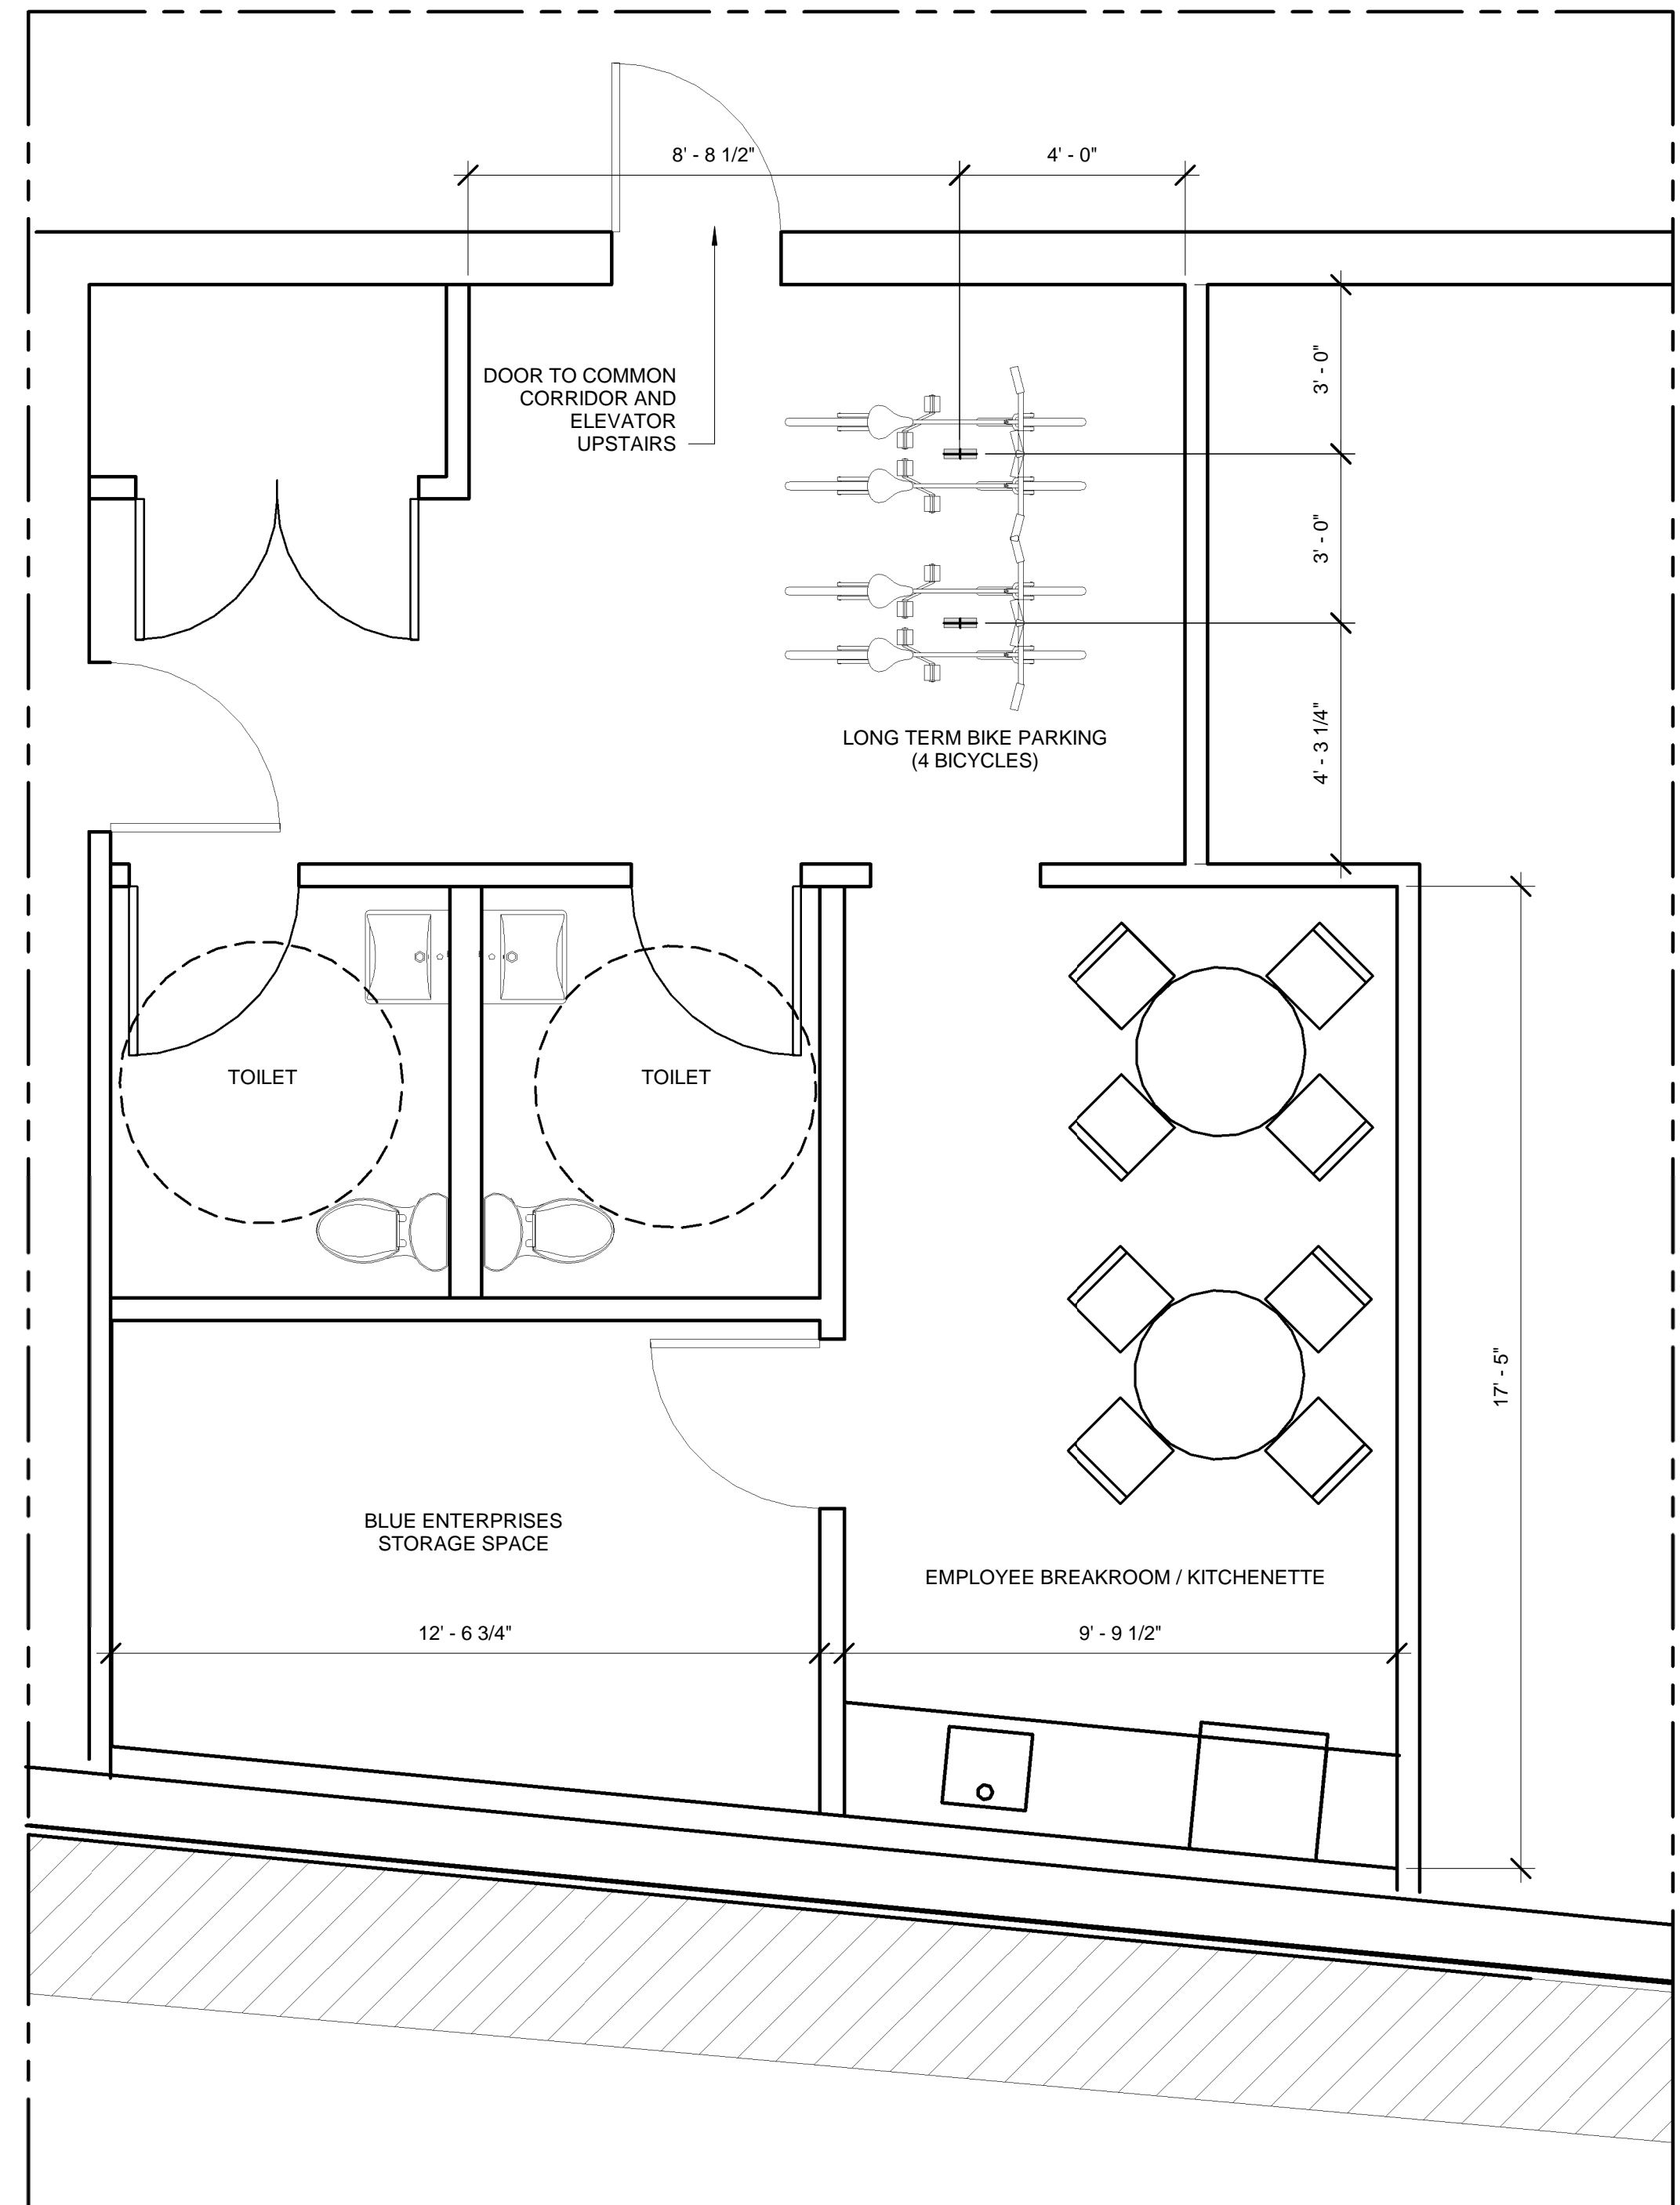 8' - 8 1/2"
4' - 0"
3' - 0"
DOOR TO COMMON
CORRIDOR AND
ELEVATOR
UPSTAIRS
3' - 0"
4' - 3 1/4"
LONG TERM BIKE PARKING
(4 BICYCLES)
TOILET
TOILET
17' - 5"
BLUE ENTERPRISES
STORAGE SPACE
EMPLOYEE BREAKROOM / KITCHENETTE
12' - 6 3/4"
9' - 9 1/2"